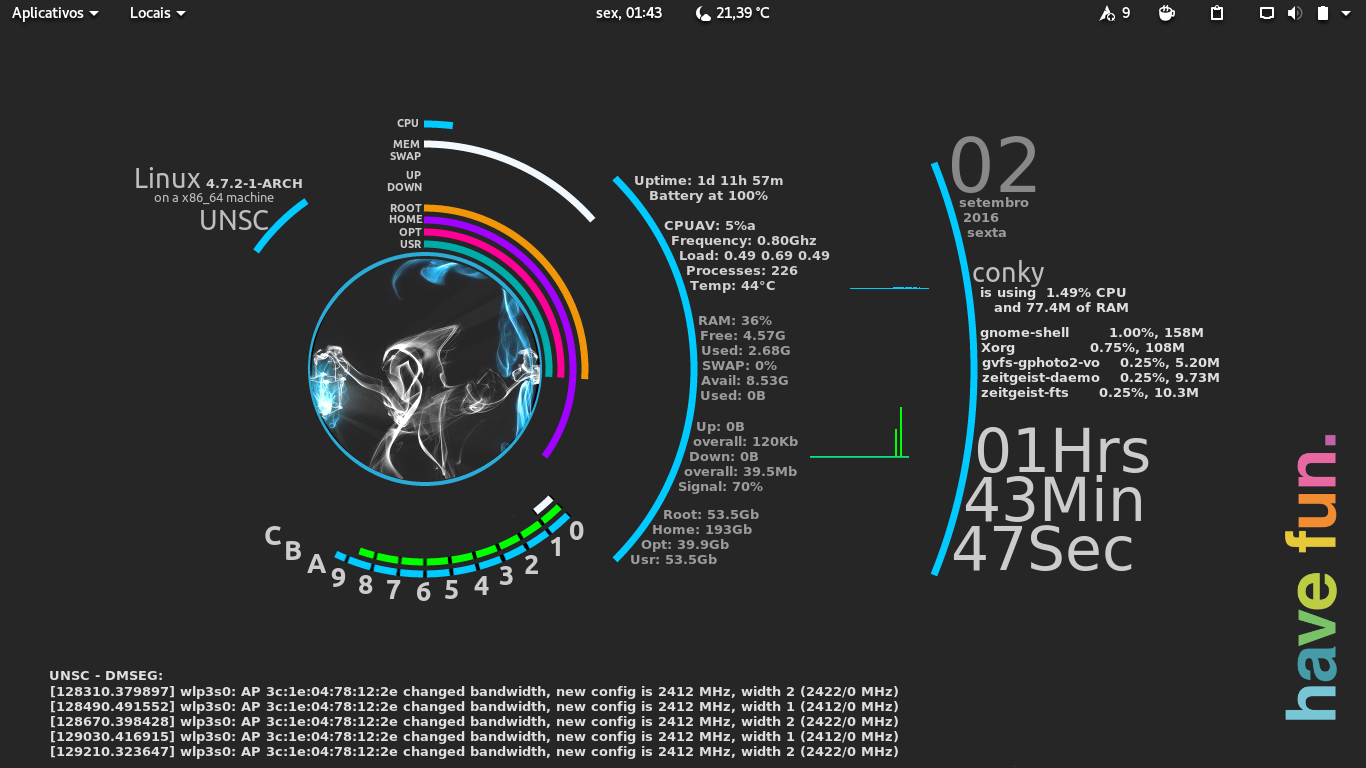 Aplicativos Locais sex, 01:43 21,39 °C 9
CPU
MEM
SWAP
UP
DOWN
ROOT
HOME
OPT
USR
Linux 4.7.2-1-ARCH
on a x86_64 machine
UNSC
C B A 9 8 7 6 5 4 3 2 1 0
Uptime: 1d 11h 57m
Battery at 100%
CPUAV: 5%a
Frequency: 0.80Ghz
Load: 0.49 0.69 0.49
Processes: 226
Temp: 44°C
RAM: 36%
Free: 4.57G
Used: 2.68G
SWAP: 0%
Avail: 8.53G
Used: 0B
Up: 0B
overall: 120Kb
Down: 0B
overall: 39.5Mb
Signal: 70%
Root: 53.5Gb
Home: 193Gb
Opt: 39.9Gb
Usr: 53.5Gb
02
setembro
2016
sexta
conky
is using 1.49% CPU
and 77.4M of RAM
gnome-shell 1.00%, 158M
Xorg 0.75%, 108M
gvfs-gphoto2-vo 0.25%, 5.20M
zeitgeist-daemo 0.25%, 9.73M
zeitgeist-fts 0.25%, 10.3M
01Hrs
43Min
47Sec
have fun.
UNSC - DMSEG:
[128310.379897] wlp3s0: AP 3c:1e:04:78:12:2e changed bandwidth, new config is 2412 MHz, width 2 (2422/0 MHz)
[128490.491552] wlp3s0: AP 3c:1e:04:78:12:2e changed bandwidth, new config is 2412 MHz, width 1 (2412/0 MHz)
[128670.398428] wlp3s0: AP 3c:1e:04:78:12:2e changed bandwidth, new config is 2412 MHz, width 2 (2422/0 MHz)
[129030.416915] wlp3s0: AP 3c:1e:04:78:12:2e changed bandwidth, new config is 2412 MHz, width 1 (2412/0 MHz)
[129210.323647] wlp3s0: AP 3c:1e:04:78:12:2e changed bandwidth, new config is 2412 MHz, width 2 (2422/0 MHz)